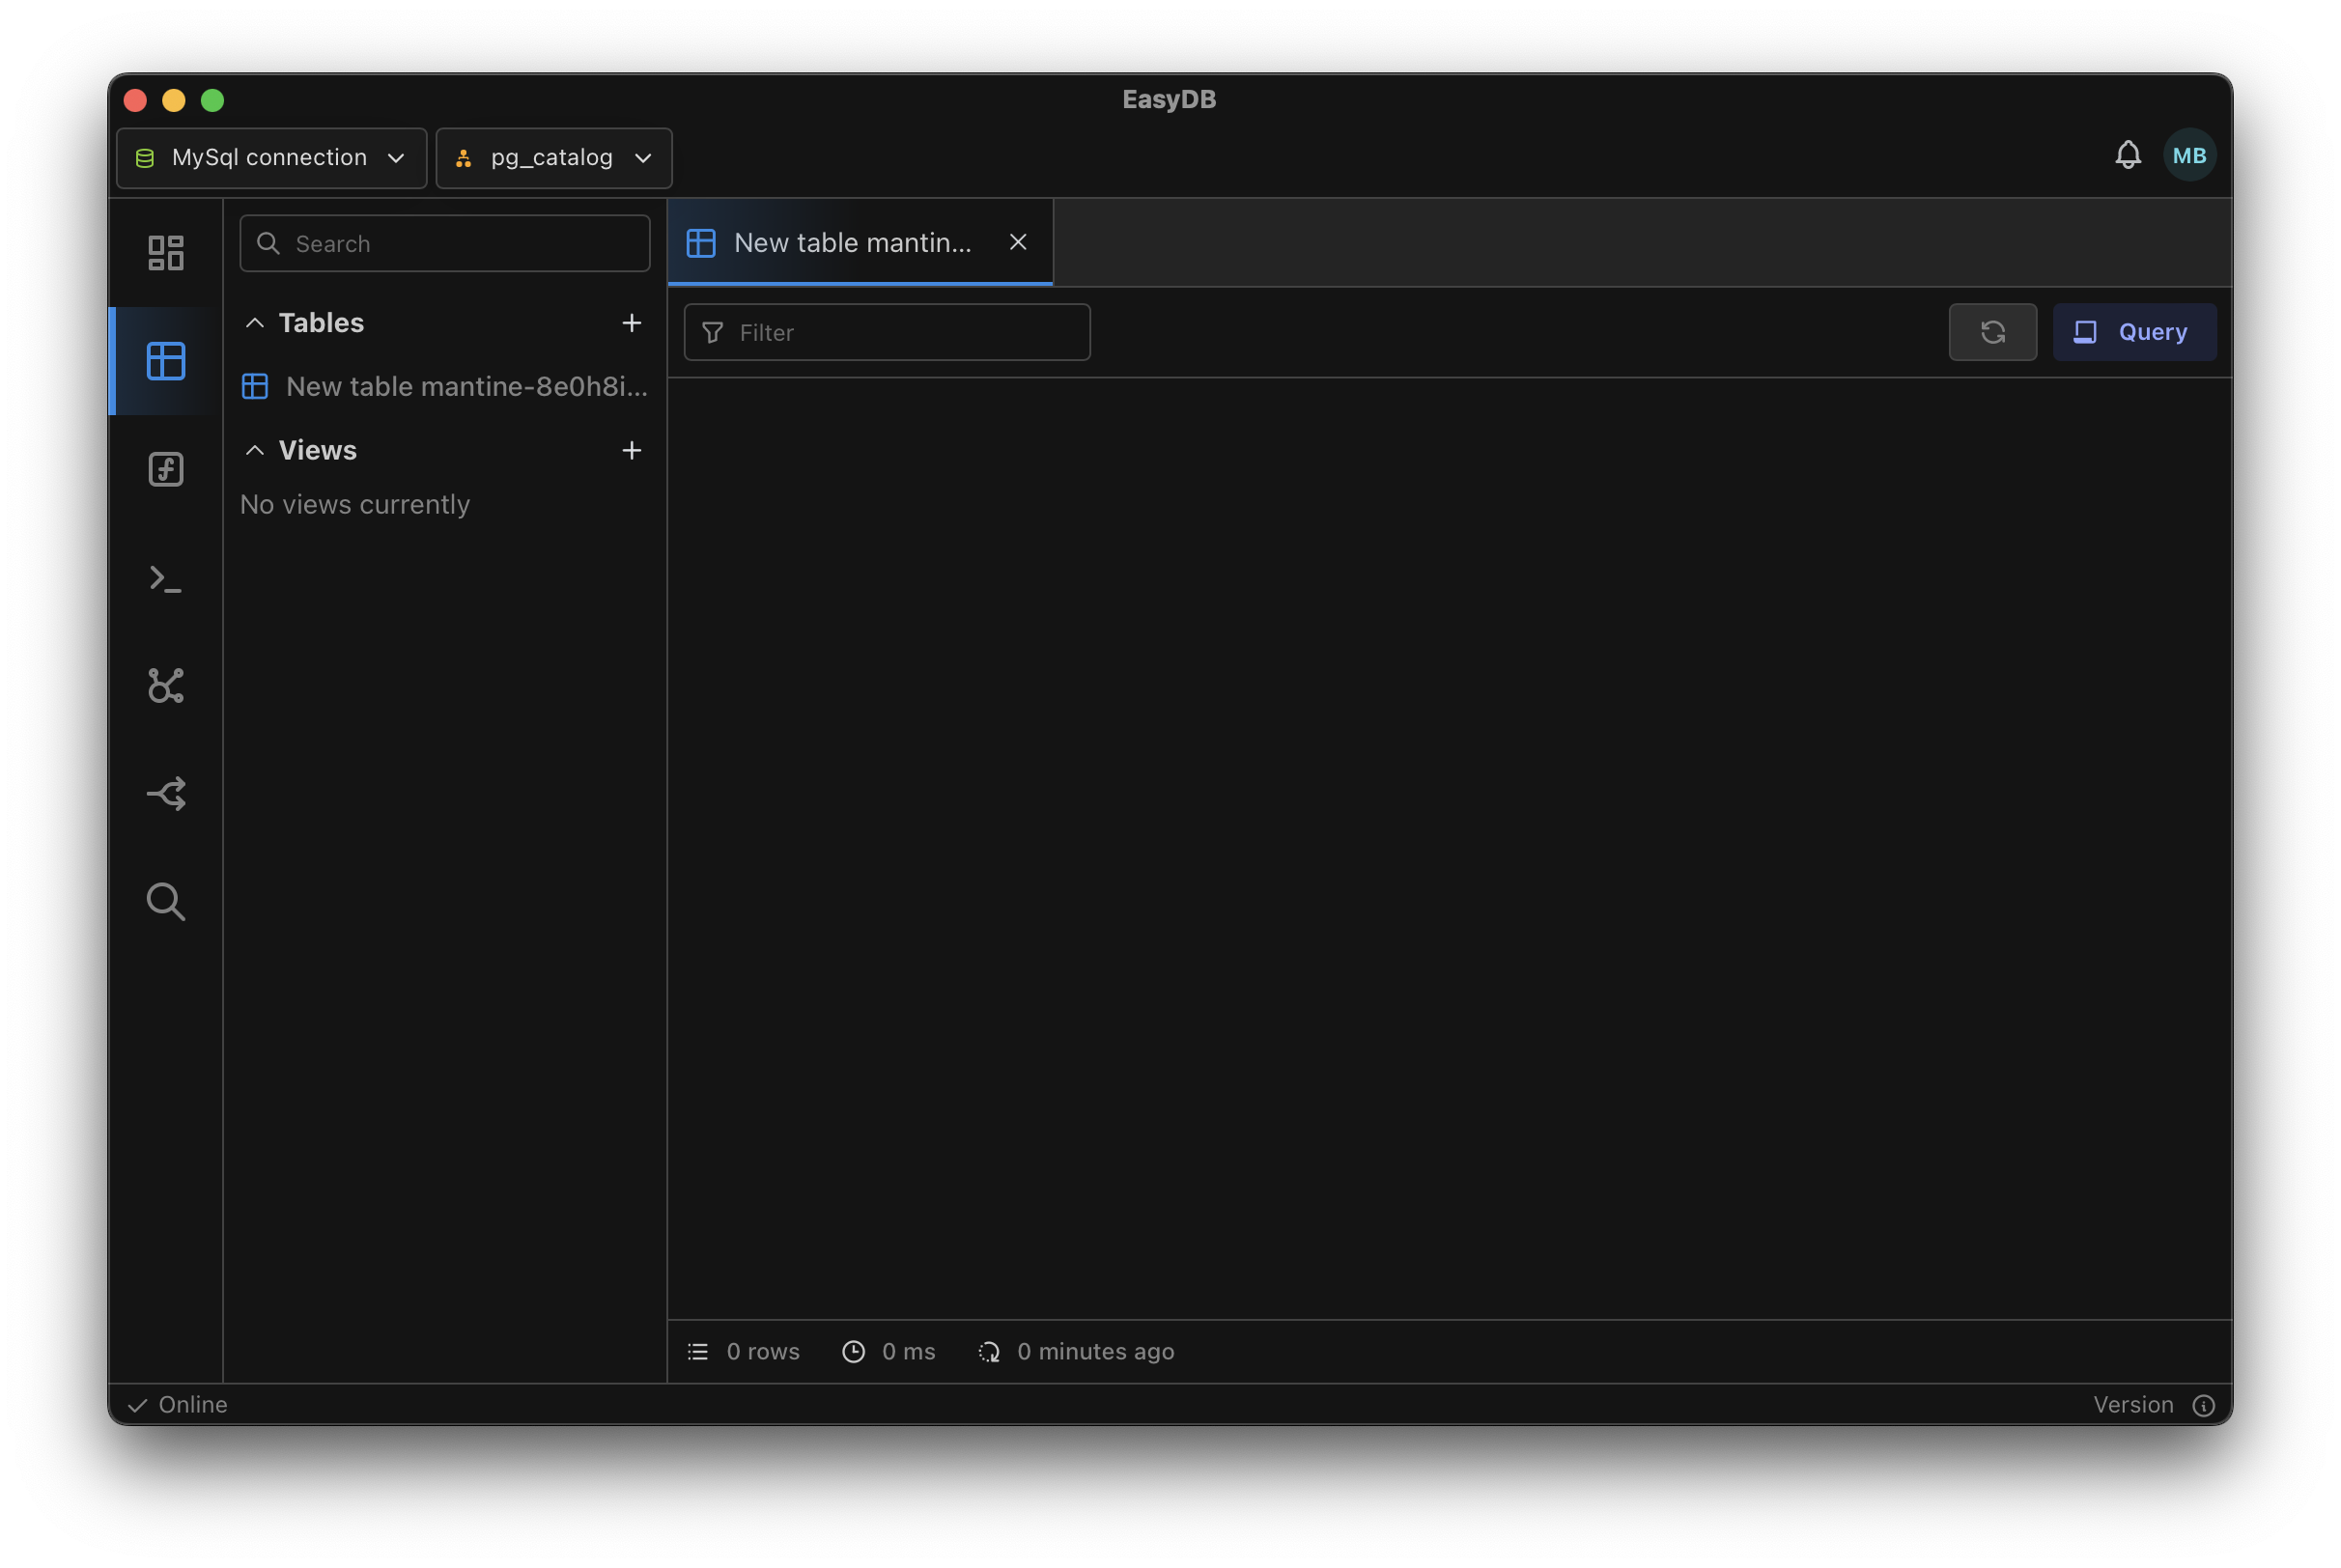 EasyDB
MySql connection
pg_catalog
MB
Search
Tables
New table mantine-8e0h8i...
Views
No views currently
New table mantin...
Filter
Query
0 rows
0 ms
0 minutes ago
Online
Version